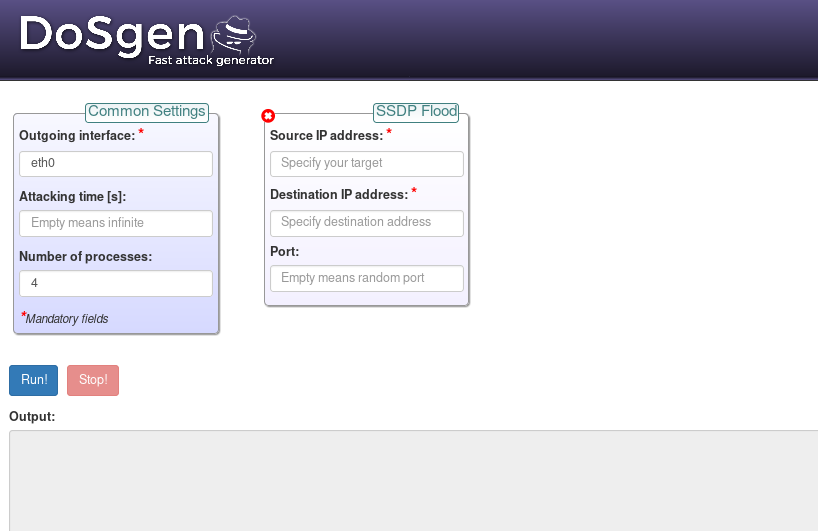 DoSgen
Fast attack generator
Common Settings
Outgoing interface: *
eth0
Attacking time [s]:
Empty means infinite
Number of processes:
4
*Mandatory fields
SSDP Flood
Source IP address: *
Specify your target
Destination IP address: *
Specify destination address
Port:
Empty means random port
Run!
Stop!
Output: